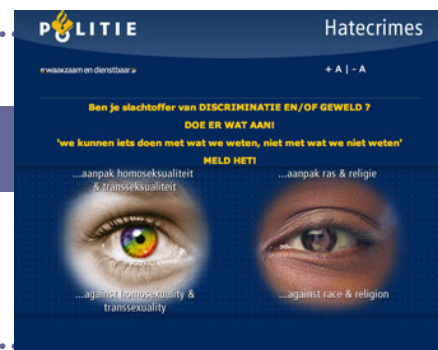 POLITIE
Hatecrimes
« waakzaam en dienstbaar »
+ A | - A
Ben je slachtoffer van DISCRIMINATIE EN/OF GEWELD ?
DOE ER WAT AAN!
'we kunnen iets doen met wat we weten, niet met wat we niet weten'
MELD HET!
...aanpak homoseksualiteit
& transseksualiteit
...aanpak ras & religie
...against homosexuality &
transsexuality
...against race & religion